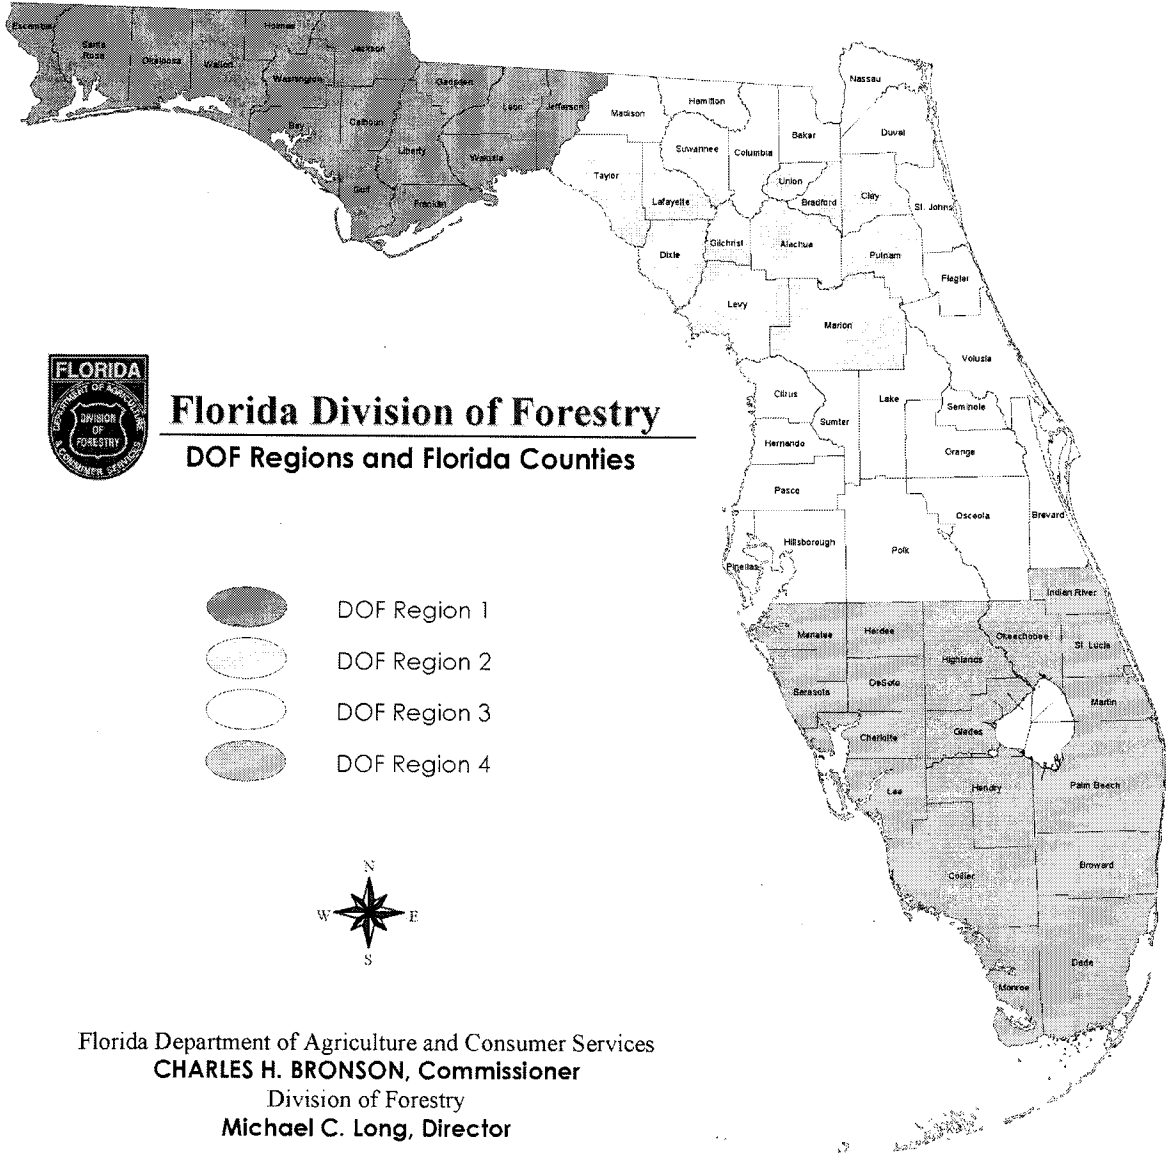 Escambia
Santa
Rosa
Okaloosa
Walton
Holmes
Jackson
Washington
Bay
Calhoun
Gulf
Liberty
Gadsden
Franklin
Leon
Wakulla
Jefferson
Madison
Taylor
Hamilton
Suwannee
Lafayette
Dixie
Columbia
Gilchrist
Levy
Baker
Union
Bradford
Alachua
Nassau
Duval
Clay
St. Johns
Putnam
Flagler
Marion
Volusia
Citrus
Sumter
Lake
Seminole
Hernando
Orange
Pasco
Osceola
Brevard
Hillsborough
Polk
Pinellas
Indian River
Manatee
Hardee
Highlands
Okeechobee
St. Lucie
Sarasota
DeSoto
Martin
Charlotte
Glades
Lee
Hendry
Palm Beach
Collier
Broward
Monroe
Dade
FLORIDA
DEPARTMENT OF AGRICULTURE
& CONSUMER SERVICES
DIVISION
OF
FORESTRY
Florida Division of Forestry
DOF Regions and Florida Counties
DOF Region 1
DOF Region 2
DOF Region 3
DOF Region 4
N
W
E
S
Florida Department of Agriculture and Consumer Services
CHARLES H. BRONSON, Commissioner
Division of Forestry
Michael C. Long, Director